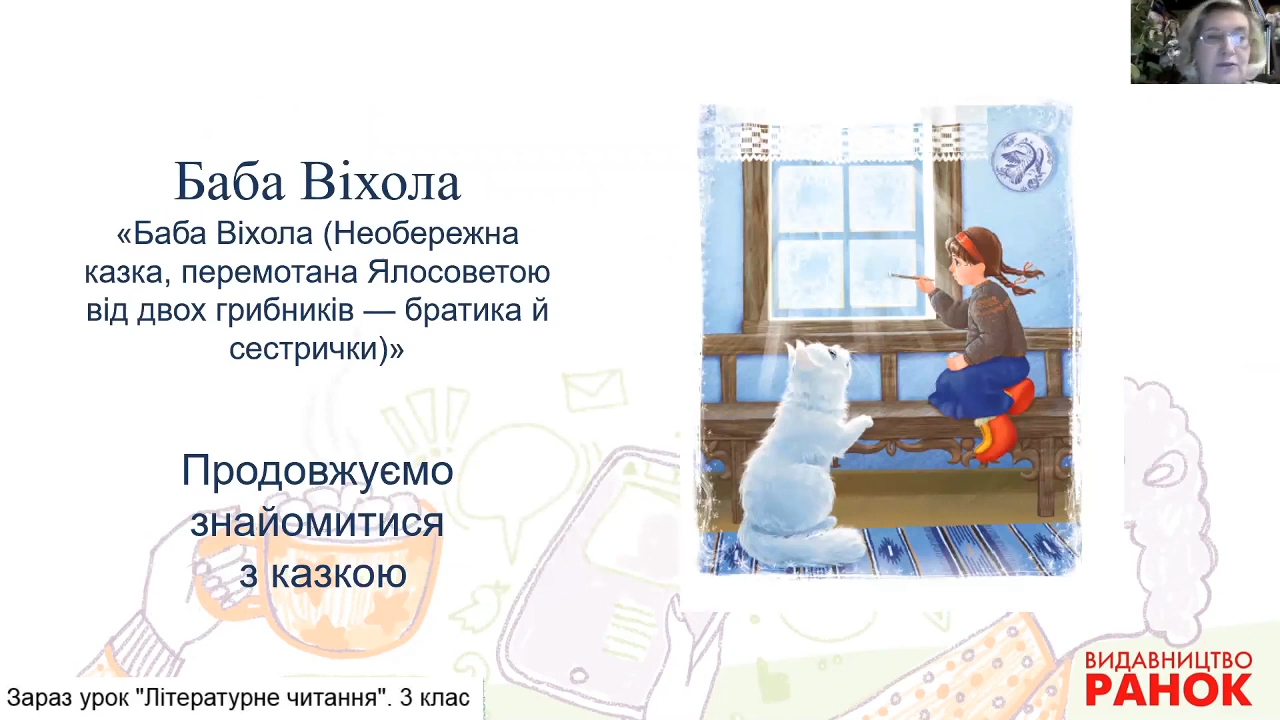 Баба Віхола
«Баба Віхола (Необережна
казка, перемотана Ялосоветою
від двох грибників — братика й
сестрички)»
Продовжуємо
знайомитися
з казкою
ВИДАВНИЦТВО
РАНОК
Зараз урок "Літературне читання". 3 клас